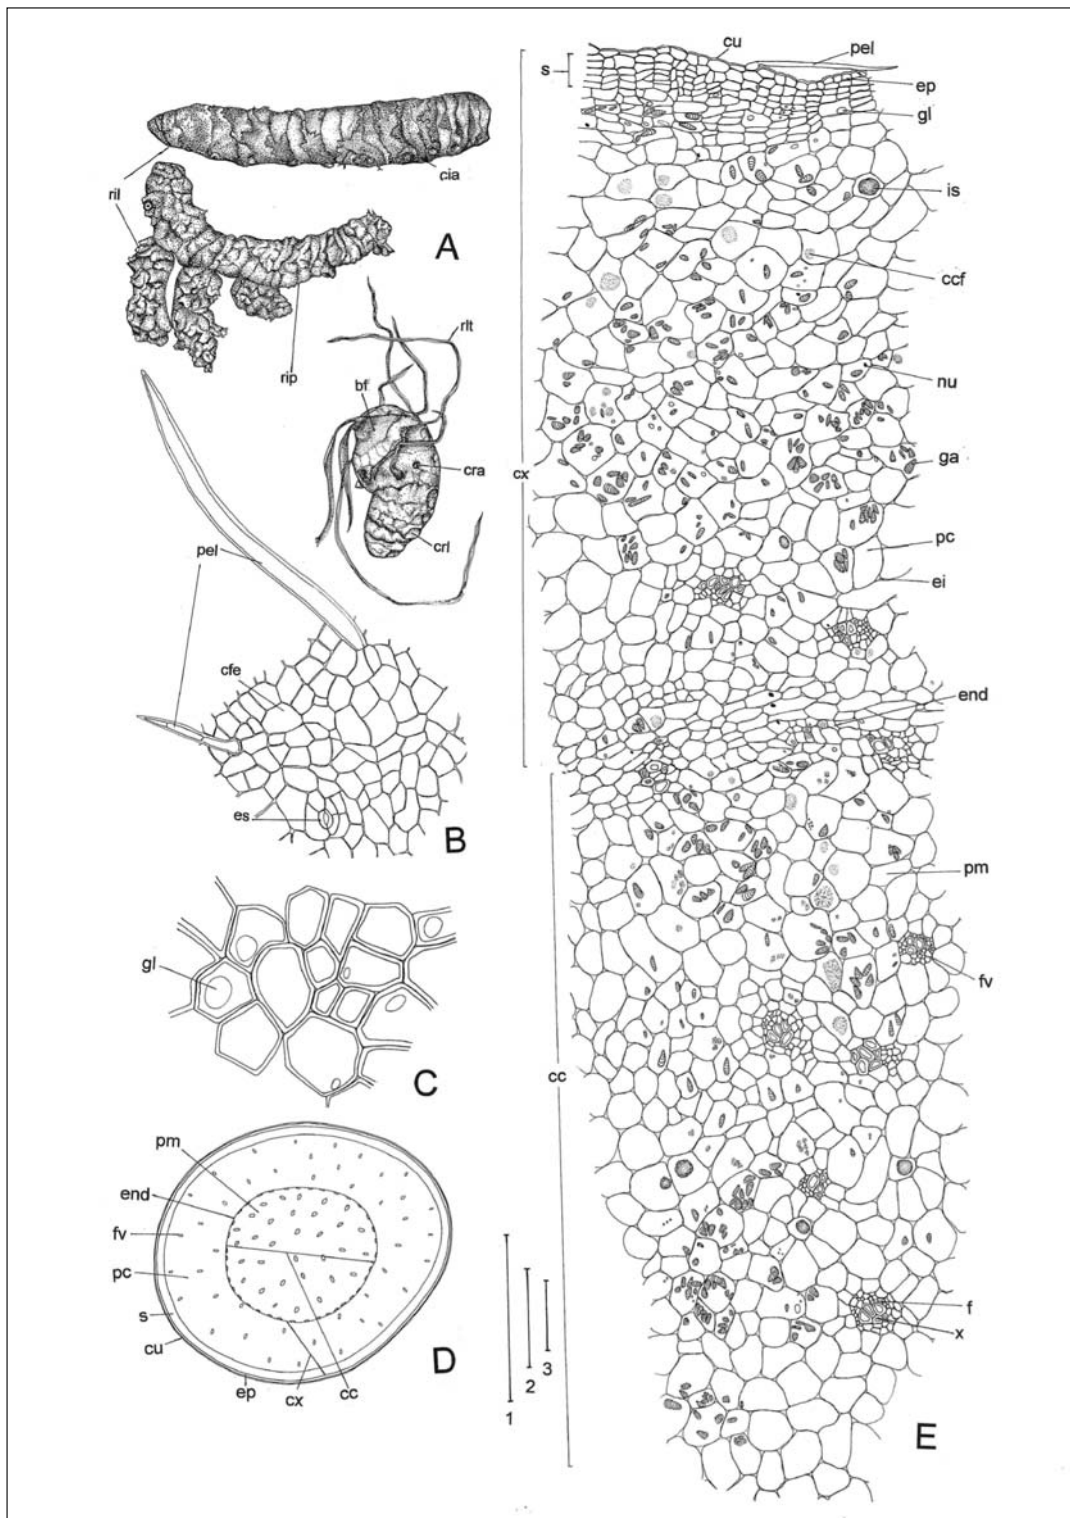 cia
ril
A
rip
rlt
bf
cra
crl
pel
cfe
es
B
gl
C
pm
end
fv
pc
s
cu
ep
cx
cc
D
1
2
3
cu
pel
s
ep
gl
is
ccf
nu
cx
ga
pc
ei
end
pm
fv
cc
f
x
E